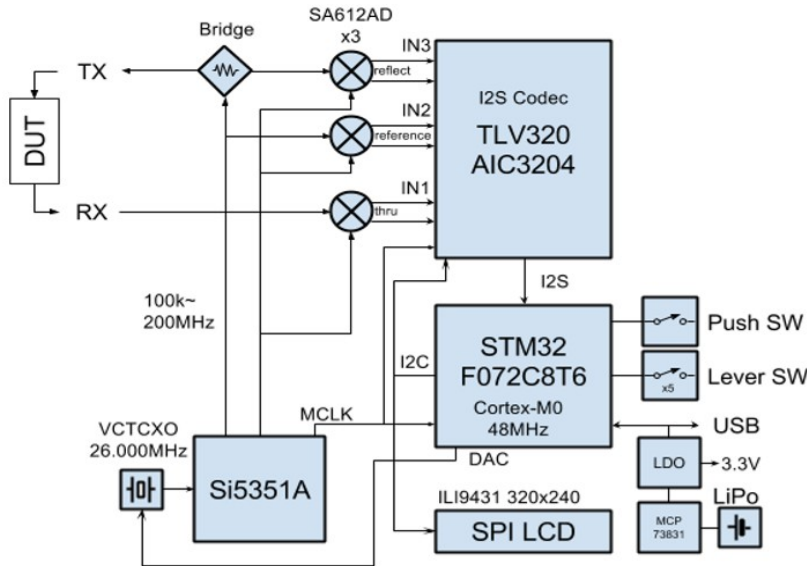 SA612AD
x3
Bridge
TX
IN3
reflect
I2S Codec
TLV320
AIC3204
IN2
reference
DUT
IN1
thru
RX
100k~
200MHz
I2S
STM32
F072C8T6
Cortex-M0
48MHz
Push SW
I2C
x5
Lever SW
MCLK
VCTCXO
26.000MHz
Si5351A
DAC
USB
LDO
3.3V
LiPo
MCP
73831
ILI9431 320x240
SPI LCD